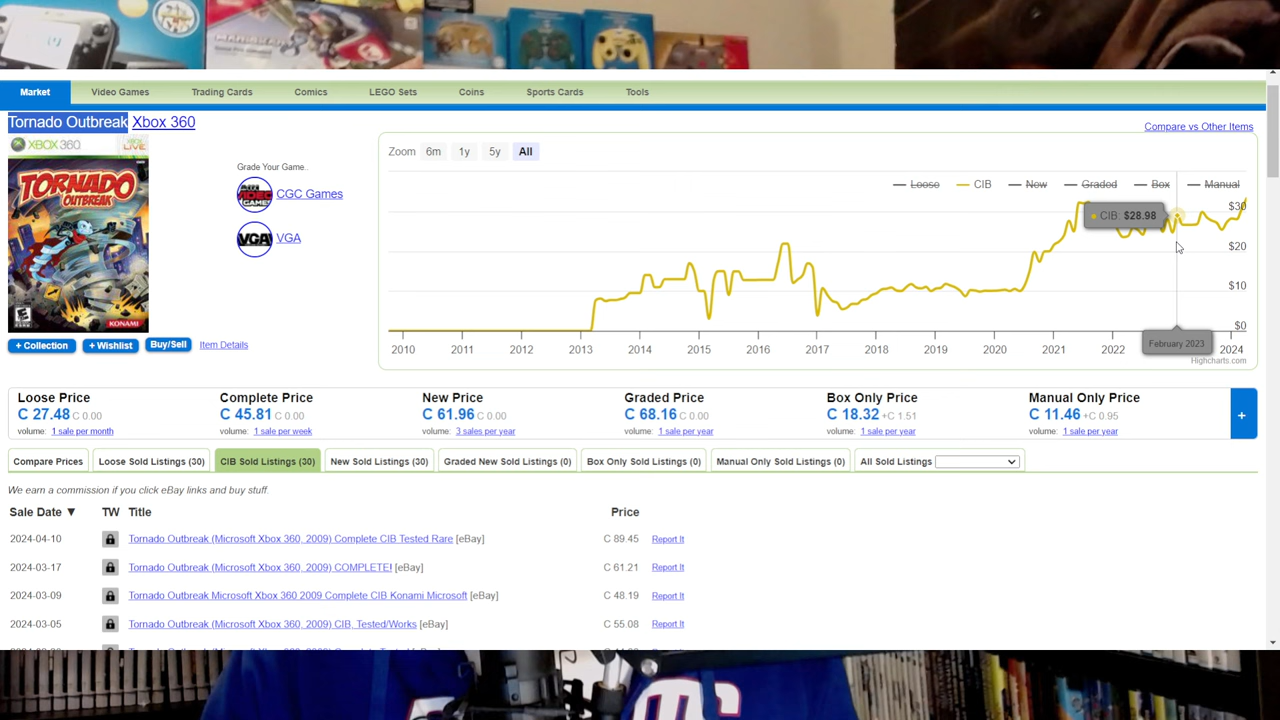 MARIOKART
Market Video Games Trading Cards Comics LEGO Sets Coins Sports Cards Tools
Tornado Outbreak Xbox 360
Compare vs Other Items
XBOX 360 LIVE
TORNADO
OUTBREAK
KONAMI
Grade Your Game..
CGC Games
VGA VGA
Zoom 6m 1y 5y All
Loose CIB New Graded Box Manual
CIB: $28.98
$30
$20
$10
$0
2010 2011 2012 2013 2014 2015 2016 2017 2018 2019 2020 2021 2022 February 2023 2024
Highcharts.com
+ Collection + Wishlist Buy/Sell Item Details
Loose Price Complete Price New Price Graded Price Box Only Price Manual Only Price
C 27.48 C 0.00 C 45.81 C 0.00 C 61.96 C 0.00 C 68.16 C 0.00 C 18.32 +C 1.51 C 11.46 +C 0.95 +
volume: 1 sale per month volume: 1 sale per week volume: 3 sales per year volume: 1 sale per year volume: 1 sale per year volume: 1 sale per year
Compare Prices Loose Sold Listings (30) CIB Sold Listings (30) New Sold Listings (30) Graded New Sold Listings (0) Box Only Sold Listings (0) Manual Only Sold Listings (0) All Sold Listings
We earn a commission if you click eBay links and buy stuff.
Sale Date ▼ TW Title Price
2024-04-10 Tornado Outbreak (Microsoft Xbox 360, 2009) Complete CIB Tested Rare [eBay] C 89.45 Report It
2024-03-17 Tornado Outbreak (Microsoft Xbox 360, 2009) COMPLETE! [eBay] C 61.21 Report It
2024-03-09 Tornado Outbreak Microsoft Xbox 360 2009 Complete CIB Konami Microsoft [eBay] C 48.19 Report It
2024-03-05 Tornado Outbreak (Microsoft Xbox 360, 2009) CIB, Tested/Works [eBay] C 55.08 Report It